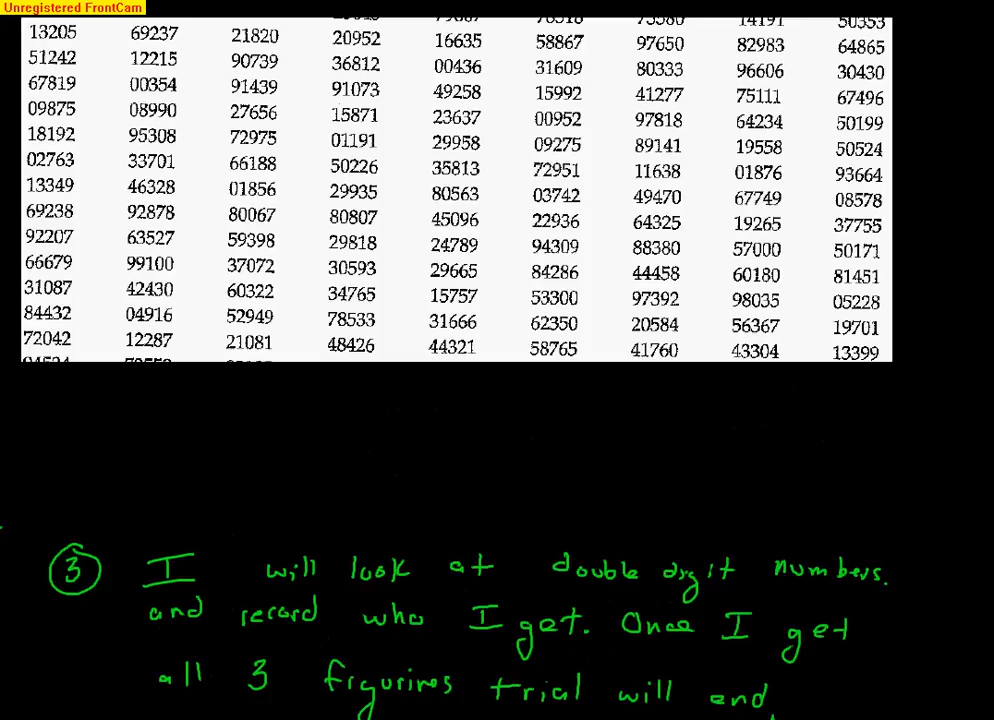 Unregistered FrontCam
13205 69237 21820 20952 16635 58867 97650 82983 64865
51242 12215 90739 36812 00436 31609 80333 96606 30430
67819 00354 91439 91073 49258 15992 41277 75111 67496
09875 08990 27656 15871 23637 00952 97818 64234 50199
18192 95308 72975 01191 29958 09275 89141 19558 50524
02763 33701 66188 50226 35813 72951 11638 01876 93664
13349 46328 01856 29935 80563 03742 49470 67749 08578
69238 92878 80067 80807 45096 22936 64325 19265 37755
92207 63527 59398 29818 24789 94309 88380 57000 50171
66679 99100 37072 30593 29665 84286 44458 60180 81451
31087 42430 60322 34765 15757 53300 97392 98035 05228
84432 04916 52949 78533 31666 62350 20584 56367 19701
72042 12287 21081 48426 44321 58765 41760 43304 13399
3 I will look at double digit numbers.
and record who I get. Once I get
all 3 figurines trial will end